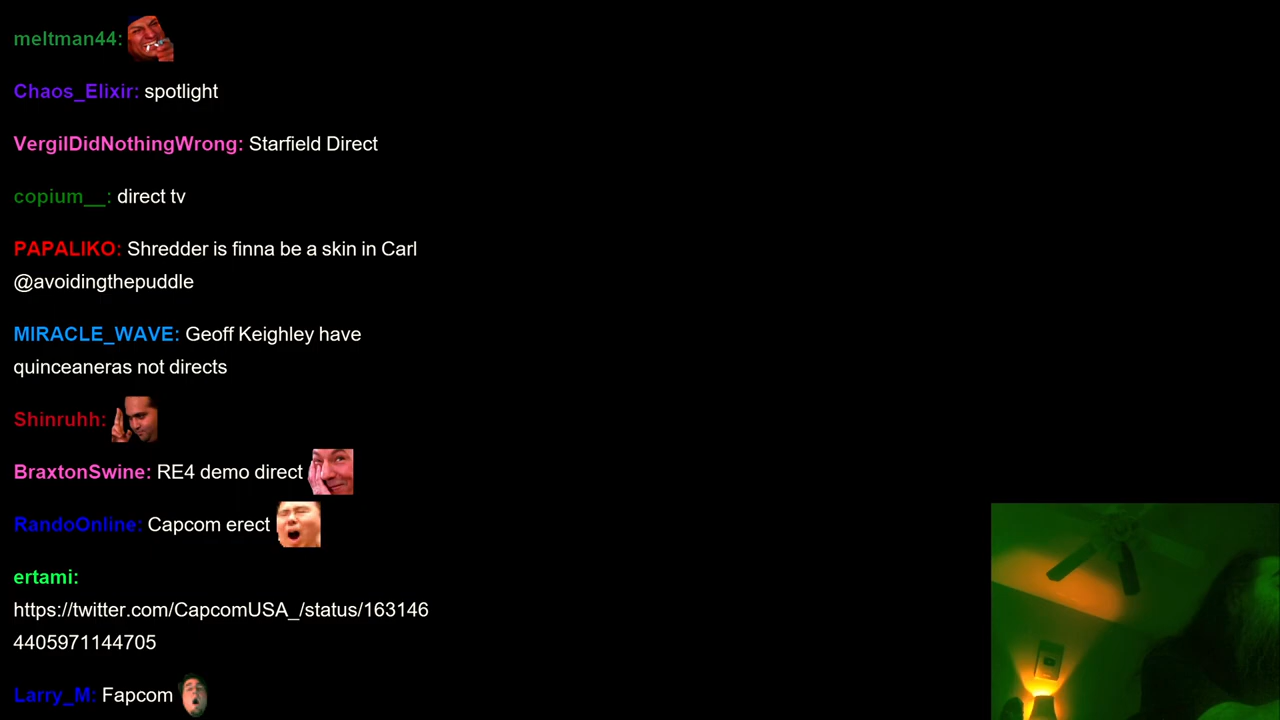 meltman44:
Chaos_Elixir: spotlight
VergilDidNothingWrong: Starfield Direct
copium__: direct tv
PAPALIKO: Shredder is finna be a skin in Carl
@avoidingthepuddle
MIRACLE_WAVE: Geoff Keighley have
quinceaneras not directs
Shinruhh:
BraxtonSwine: RE4 demo direct
RandoOnline: Capcom erect
ertami:
https://twitter.com/CapcomUSA_/status/163146
4405971144705
Larry_M: Fapcom